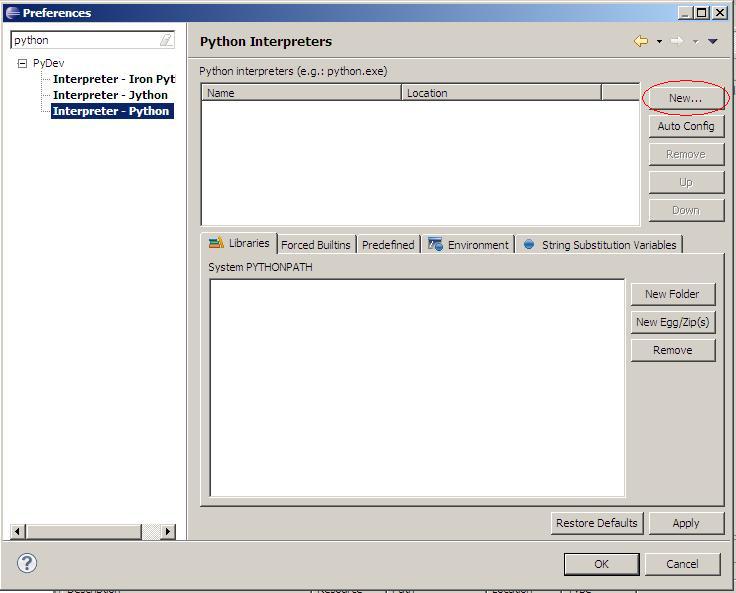 Preferences
python
Python Interpreters
PyDev
Interpreter - Iron Pyt
Interpreter - Jython
Interpreter - Python
Python interpreters (e.g.: python.exe)
Name Location
New...
Auto Config
Remove
Up
Down
Libraries Forced Builtins Predefined Environment String Substitution Variables
System PYTHONPATH
New Folder
New Egg/Zip(s)
Remove
Restore Defaults Apply
? OK Cancel